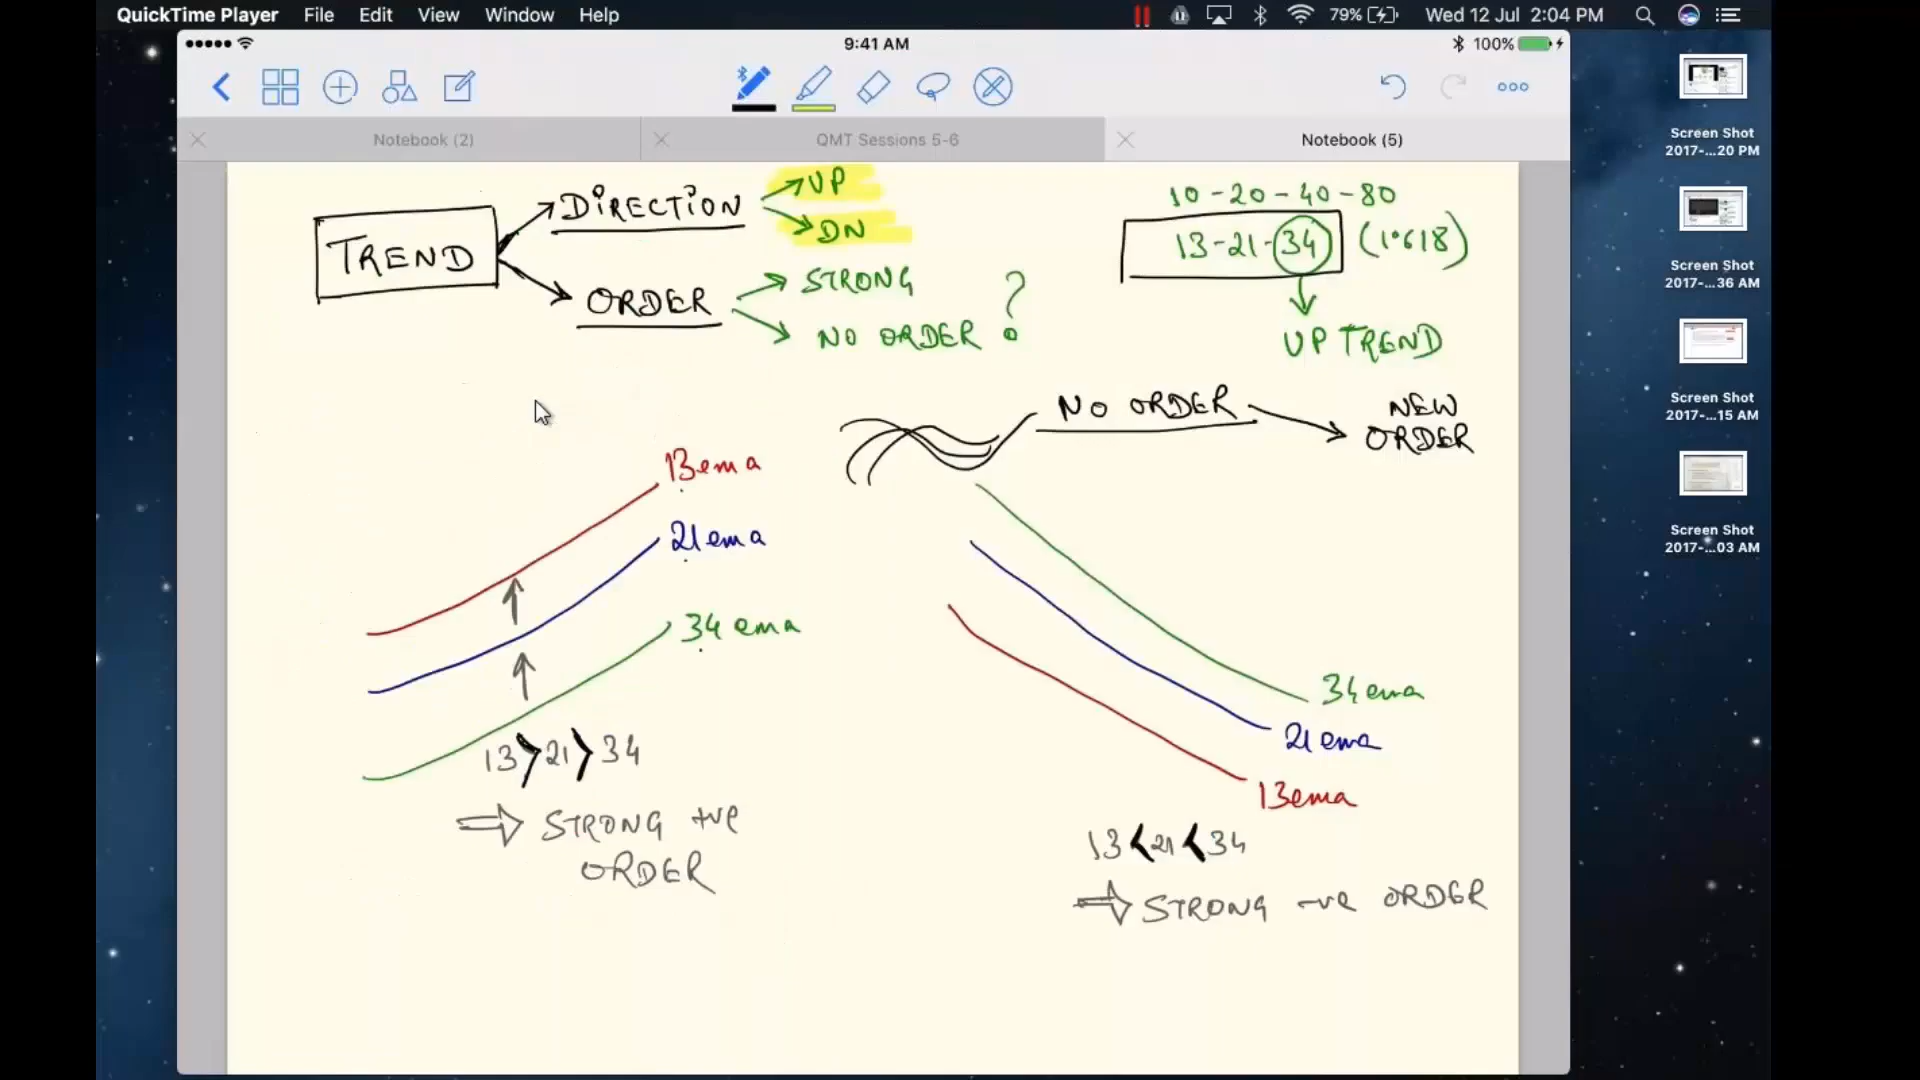 QuickTime Player File Edit View Window Help 79% Wed 12 Jul 2:04 PM
9:41 AM 100%
Notebook (2) QMT Sessions 5-6 Notebook (5)
TREND
DIRECTION
UP
DN
ORDER
STRONG
NO ORDER ?
10-20-40-80
13-21-34 (1.618)
UP TREND
NO ORDER
NEW
ORDER
13ema
21ema
34ema
13>21>34
⇒ STRONG +ve
ORDER
34ema
21ema
13ema
13<21<34
⇒ STRONG -ve ORDER
Screen Shot
2017-...20 PM
Screen Shot
2017-...36 AM
Screen Shot
2017-...15 AM
Screen Shot
2017-...03 AM